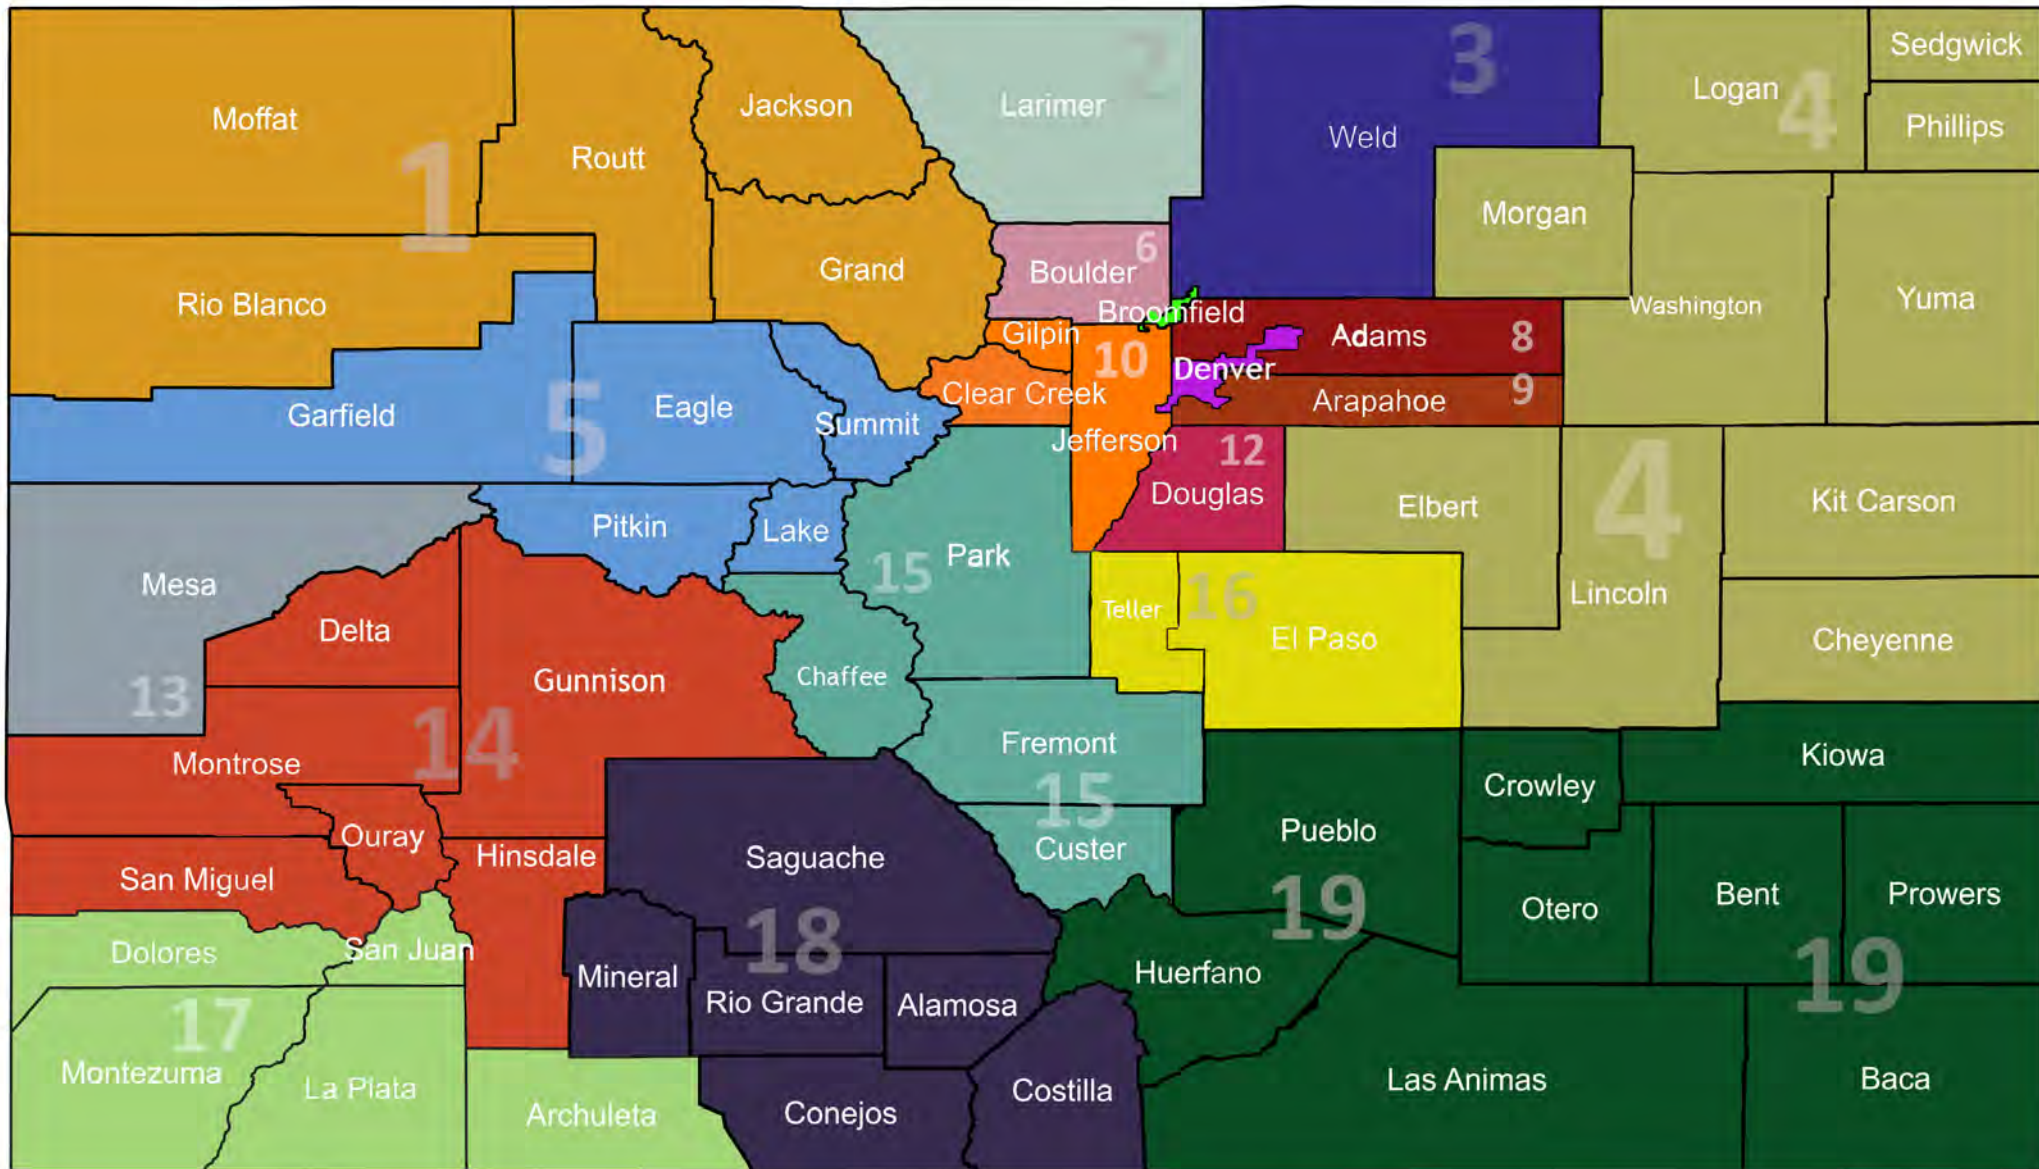 Sedgwick
2
3
Logan
4
Moffat
Jackson
Larimer
Weld
Phillips
1
Routt
Morgan
Grand
6
Boulder
Rio Blanco
Yuma
Washington
Broomfield
Gilpin
Adams
8
10
Denver
Clear Creek
Arapahoe
9
Garfield
5
Eagle
Summit
Jefferson
12
Douglas
Elbert
4
Kit Carson
Pitkin
Lake
Park
15
Mesa
Lincoln
Teller
16
Delta
El Paso
Cheyenne
Gunnison
Chaffee
13
14
Montrose
Fremont
Kiowa
Crowley
15
Ouray
Pueblo
Custer
Hinsdale
Saguache
San Miguel
Bent
Prowers
Otero
19
18
Dolores
San Juan
Mineral
Huerfano
19
Rio Grande
Alamosa
17
Montezuma
La Plata
Archuleta
Conejos
Costilla
Las Animas
Baca